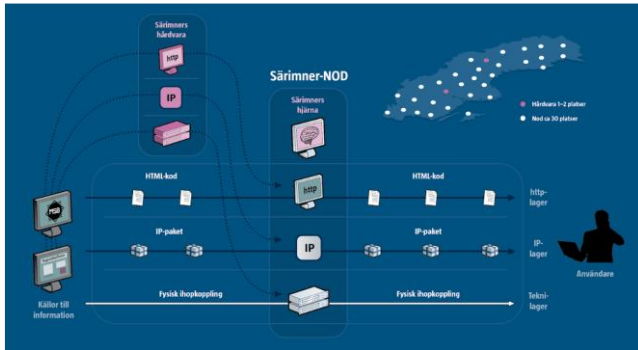 Särimners
hårdvara
http
IP
Särimner-NOD
Särimners
hjärna
Hårdvara 1–2 platser
Nod ca 30 platser
HTML-kod
HTML-kod
http
http-
lager
MSB
IP-paket
IP-paket
IP
IP-
lager
Användare
Källor till
information
Fysisk ihopkoppling
Fysisk ihopkoppling
Tekni-
lager